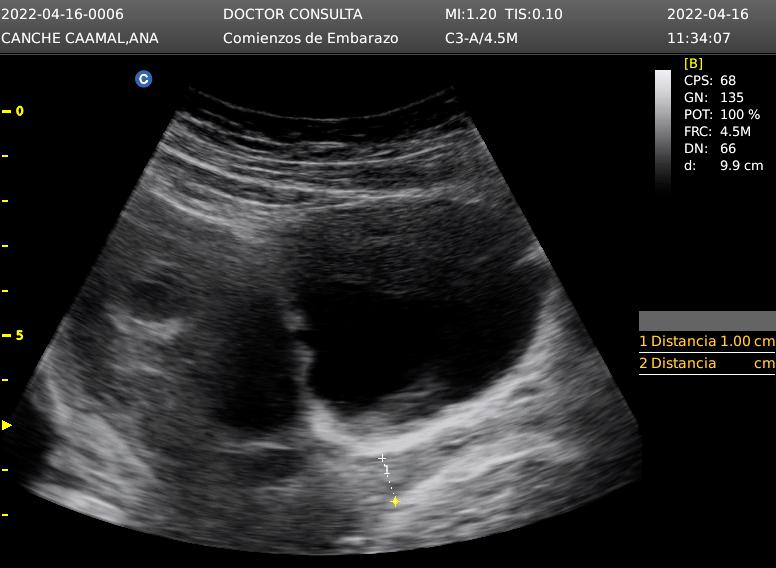 2022-04-16-0006 DOCTOR CONSULTA MI:1.20 TIS:0.10 2022-04-16
CANCHE CAAMAL,ANA Comienzos de Embarazo C3-A/4.5M 11:34:07
C
[B]
CPS: 68
GN: 135
POT: 100 %
FRC: 4.5M
DN: 66
d: 9.9 cm
0
5
1 Distancia 1.00 cm
2 Distancia cm
1